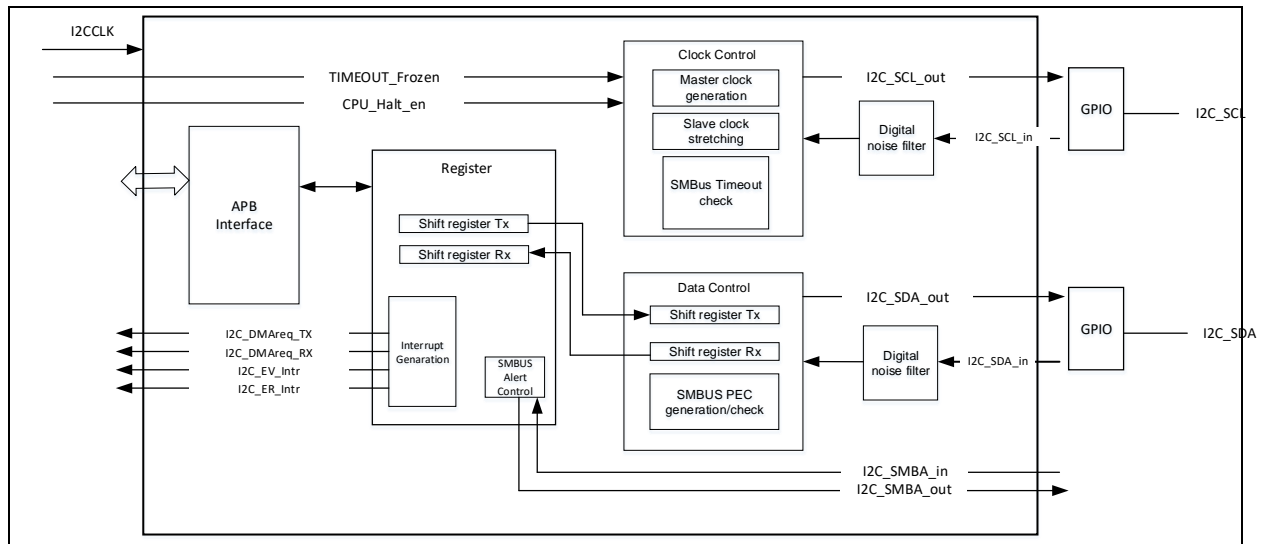 I2CCLK
TIMEOUT_Frozen
CPU_Halt_en
Clock Control
Master clock
generation
Slave clock
stretching
SMBus Timeout
check
I2C_SCL_out
Digital
noise filter
I2C_SCL_in
GPIO
I2C_SCL
APB
Interface
Register
Shift register Tx
Shift register Rx
Interrupt
Genaration
SMBUS
Alert
Control
I2C_DMAreq_TX
I2C_DMAreq_RX
I2C_EV_Intr
I2C_ER_Intr
Data Control
Shift register Tx
Shift register Rx
SMBUS PEC
generation/check
I2C_SDA_out
Digital
noise filter
I2C_SDA_in
GPIO
I2C_SDA
I2C_SMBA_in
I2C_SMBA_out